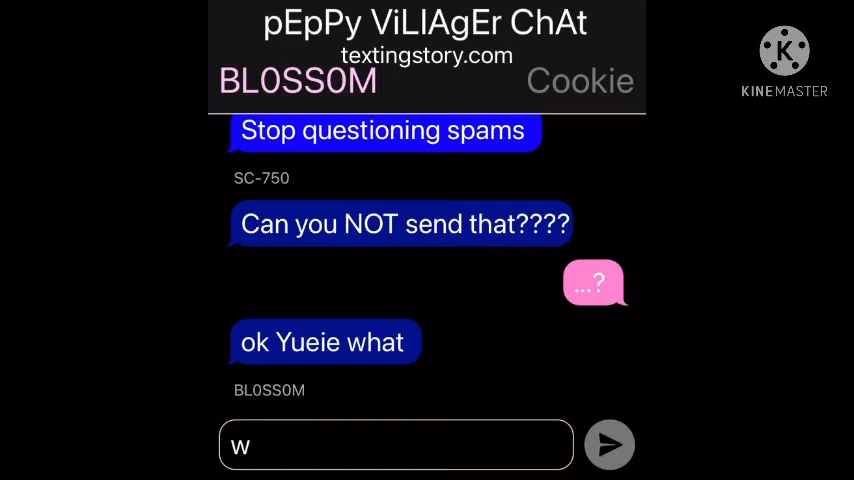 pEpPy ViLlAgEr ChAt
textingstory.com
BL0SS0M
Cookie
KINEMASTER
Stop questioning spams
SC-750
Can you NOT send that????
...?
ok Yueie what
BL0SS0M
w